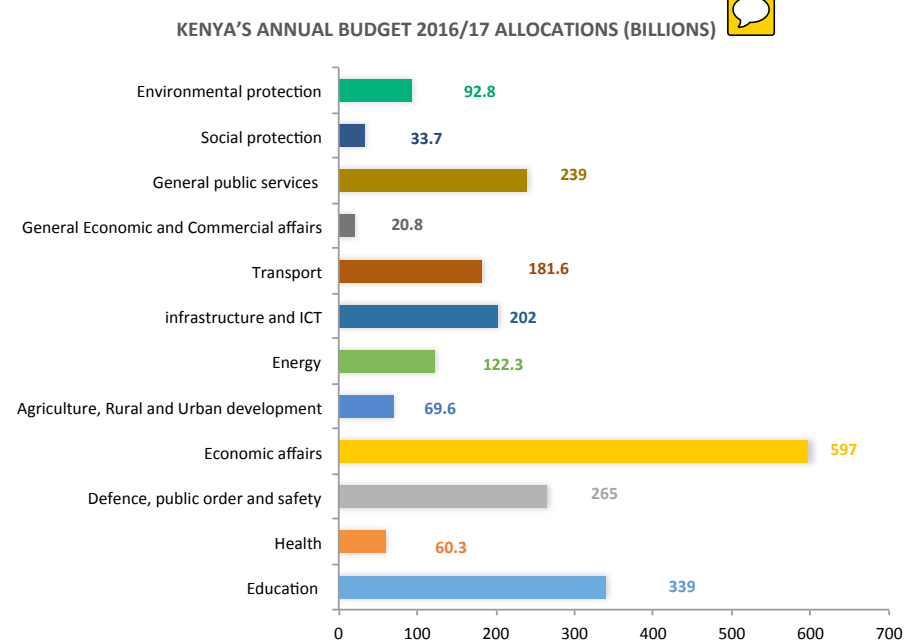 KENYA'S ANNUAL BUDGET 2016/17 ALLOCATIONS (BILLIONS)
Environmental protection 92.8
Social protection 33.7
General public services 239
General Economic and Commercial affairs 20.8
Transport 181.6
infrastructure and ICT 202
Energy 122.3
Agriculture, Rural and Urban development 69.6
Economic affairs 597
Defence, public order and safety 265
Health 60.3
Education 339
0 100 200 300 400 500 600 700